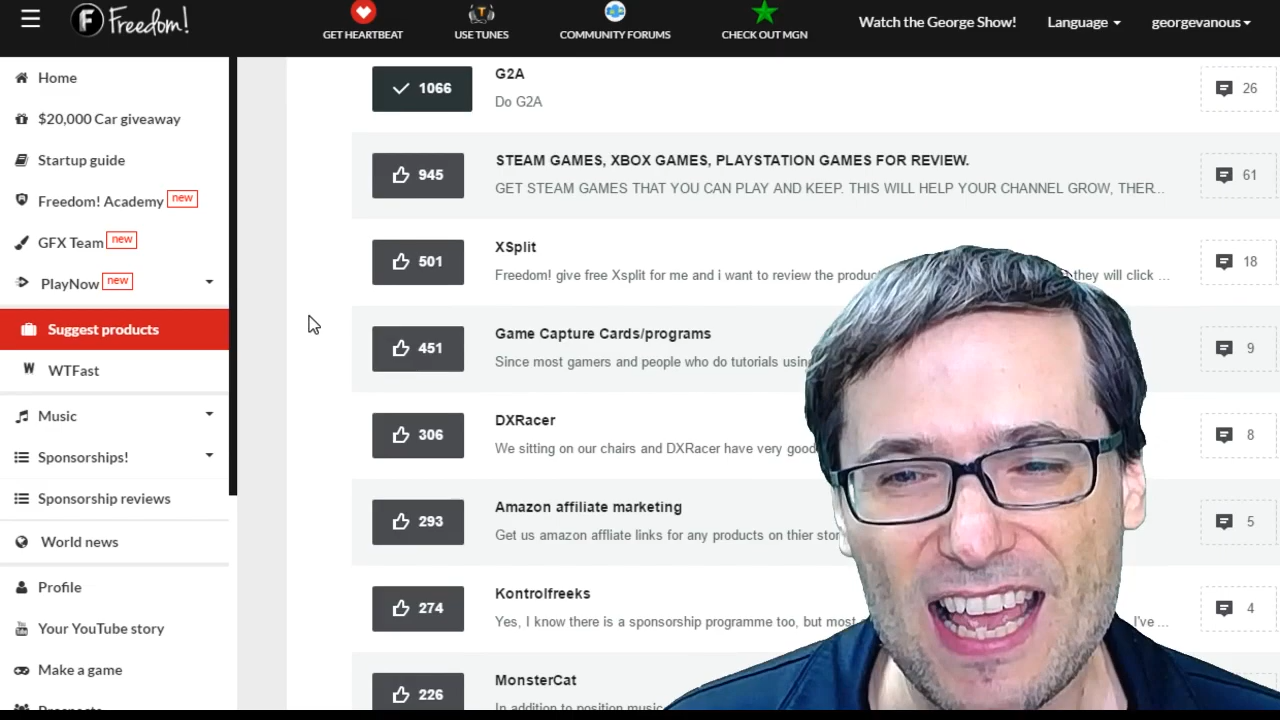 Freedom!
GET HEARTBEAT
USE TUNES
COMMUNITY FORUMS
CHECK OUT MGN
Watch the George Show!
Language
georgevanous
Home
$20,000 Car giveaway
Startup guide
Freedom! Academy new
GFX Team new
PlayNow new
Suggest products
WTFast
Music
Sponsorships!
Sponsorship reviews
World news
Profile
Your YouTube story
Make a game
1066
G2A
Do G2A
26
945
STEAM GAMES, XBOX GAMES, PLAYSTATION GAMES FOR REVIEW.
GET STEAM GAMES THAT YOU CAN PLAY AND KEEP. THIS WILL HELP YOUR CHANNEL GROW, THER...
61
501
XSplit
Freedom! give free Xsplit for me and i want to review the produc they will click ...
18
451
Game Capture Cards/programs
Since most gamers and people who do tutorials usin
9
306
DXRacer
We sitting on our chairs and DXRacer have very good
8
293
Amazon affiliate marketing
Get us amazon affliate links for any products on thier stor
5
274
Kontrolfreeks
Yes, I know there is a sponsorship programme too, but most I've ...
4
226
MonsterCat
In addition to position music